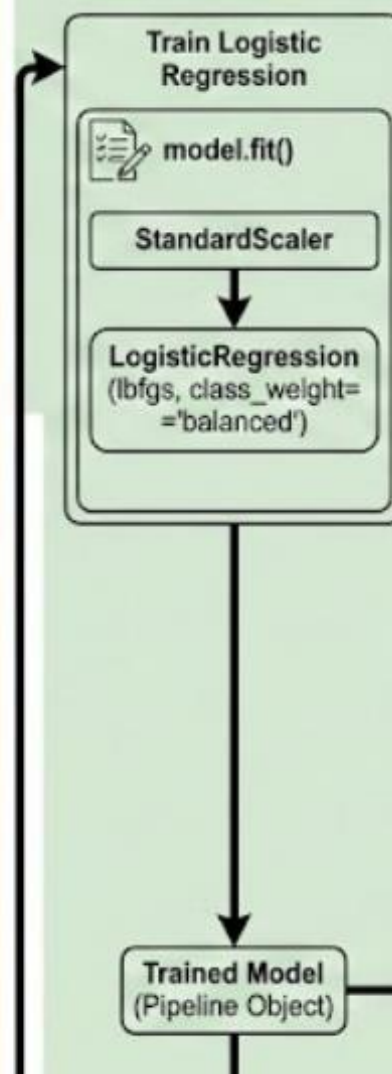 Train Logistic
Regression
model.fit()
StandardScaler
LogisticRegression
(lbfgs, class_weight=
='balanced')
Trained Model
(Pipeline Object)